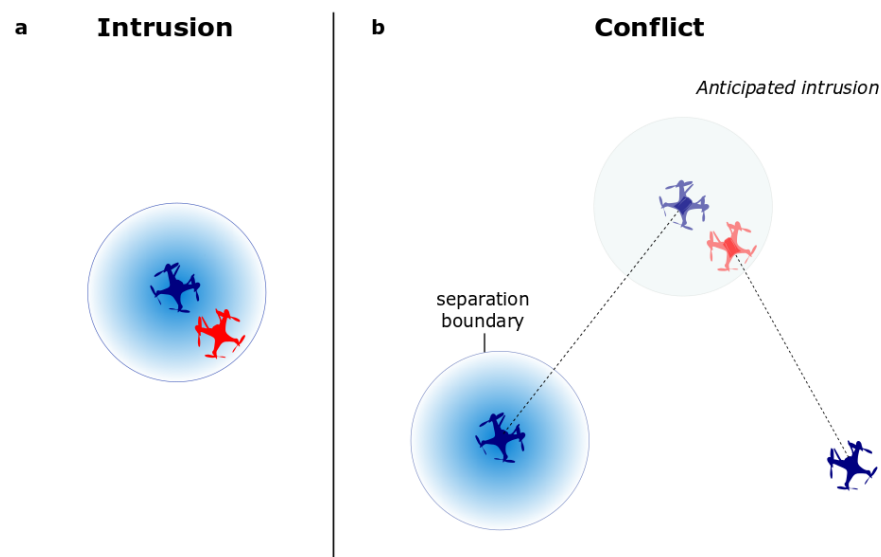 a
Intrusion
b
Conflict
Anticipated intrusion
separation
boundary